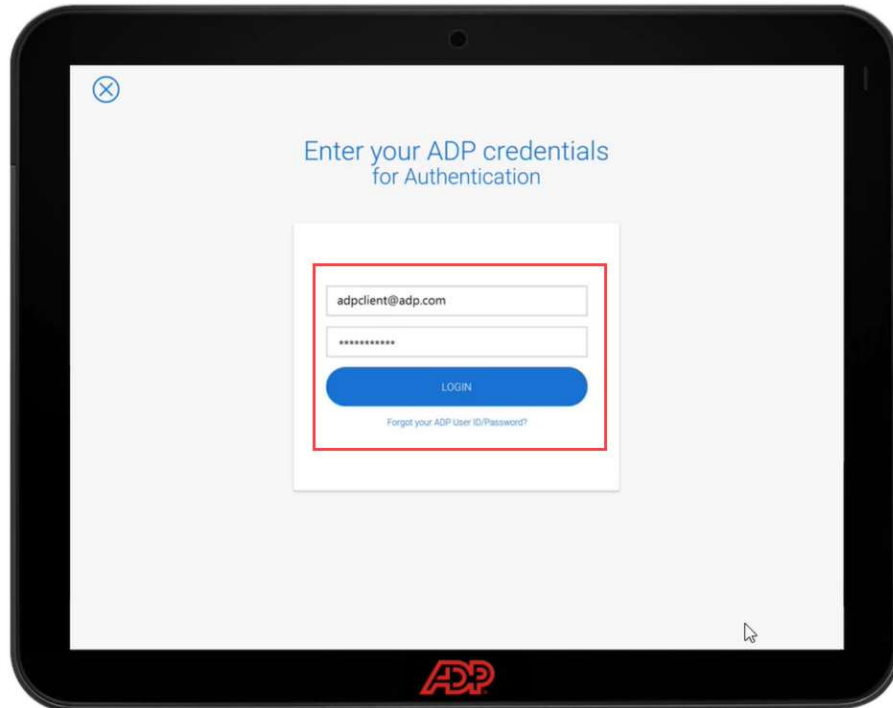 Enter your ADP credentials
for Authentication
adpclient@adp.com
***********
LOGIN
Forgot your ADP User ID/Password?
ADP